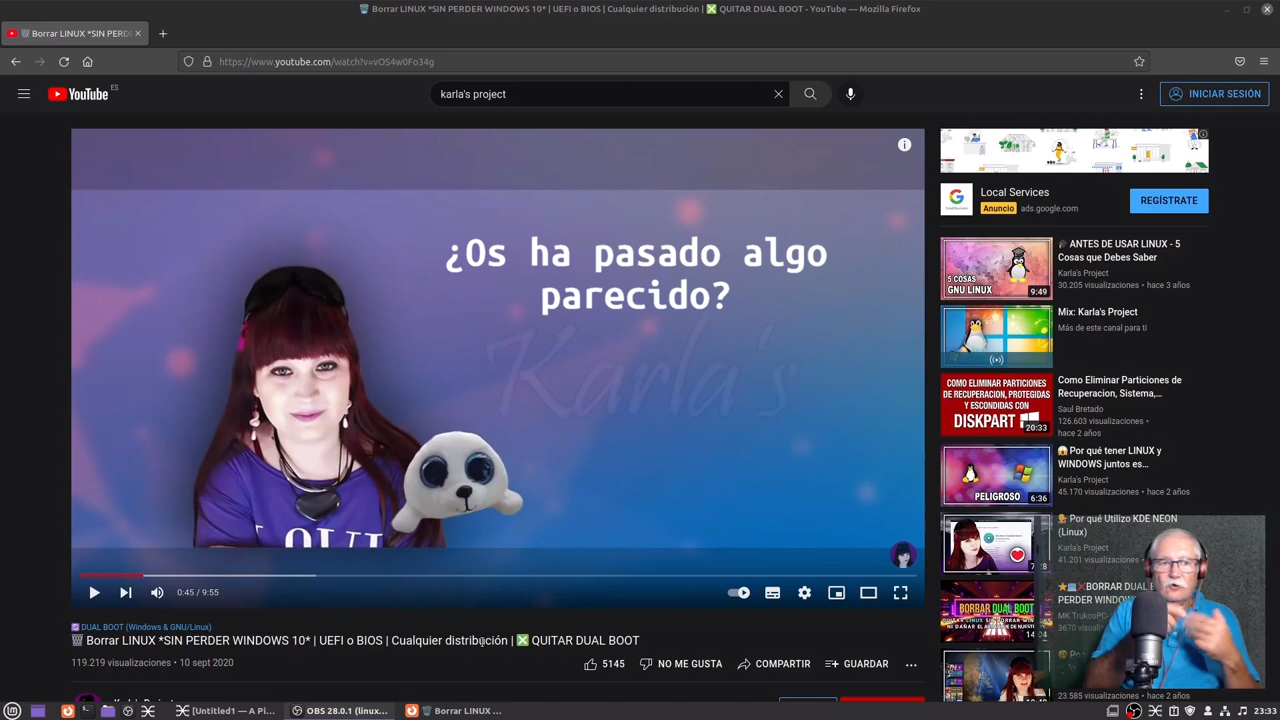 🗑️ Borrar LINUX *SIN PERDER WINDOWS 10* | UEFI o BIOS | Cualquier distribución | ❎ QUITAR DUAL BOOT - YouTube — Mozilla Firefox
🗑️ Borrar LINUX *SIN PERDE
https://www.youtube.com/watch?v=vOS4w0Fo34g
YouTube
ES
karla's project
INICIAR SESIÓN
¿Os ha pasado algo
parecido?
Karla's
0:45 / 9:55
DUAL BOOT (Windows & GNU/Linux)
🗑️ Borrar LINUX *SIN PERDER WINDOWS 10* | UEFI o BIOS | Cualquier distribución | ❎ QUITAR DUAL BOOT
119.219 visualizaciones • 10 sept 2020
5145
NO ME GUSTA
COMPARTIR
GUARDAR
Google
Local Services
Anuncio
ads.google.com
REGÍSTRATE
5 COSAS
GNU LINUX
9:49
🎓 ANTES DE USAR LINUX - 5
Cosas que Debes Saber
Karla's Project
30.205 visualizaciones • hace 3 años
Mix: Karla's Project
Más de este canal para ti
COMO ELIMINAR PARTICIONES
DE RECUPERACION, PROTEGIDAS
Y ESCONDIDAS CON
DISKPART
20:33
Como Eliminar Particiones de
Recuperacion, Sistema,...
Saul Bretado
126.603 visualizaciones •
hace 2 años
PELIGROSO
6:36
😱 Por qué tener LINUX y
WINDOWS juntos es...
Karla's Project
45.170 visualizaciones • hace 2 años
Por qué Utilizo KDE NEON
(Linux)
Karla's Project
41.201 visualizaciones • hace 2 años
BORRAR DUAL BOOT
14:04
BORRAR DUAL B
PERDER WINDOW
MK TrukosPC-
3670
23.585 visualizaciones • hace 2 años
[Untitled1 — A Pi...
OBS 28.0.1 (linux...
🗑️ Borrar LINUX ...
23:33